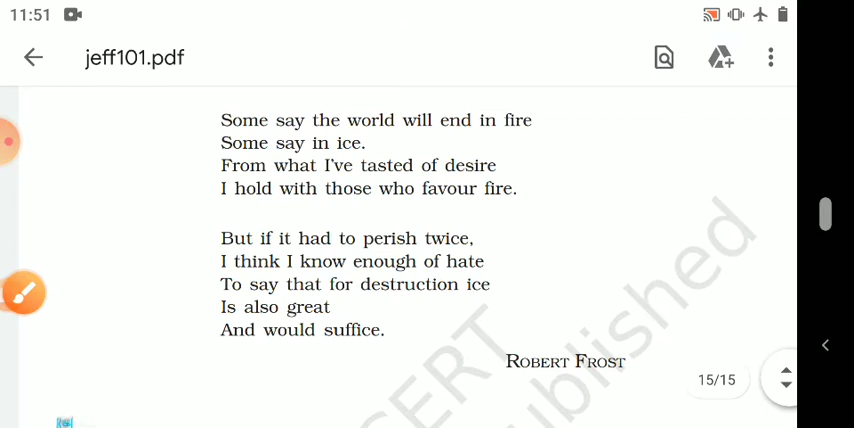 11:51
jeff101.pdf
Some say the world will end in fire
Some say in ice.
From what I've tasted of desire
I hold with those who favour fire.
But if it had to perish twice,
I think I know enough of hate
To say that for destruction ice
Is also great
And would suffice.
ROBERT FROST
15/15
CERT
ublished